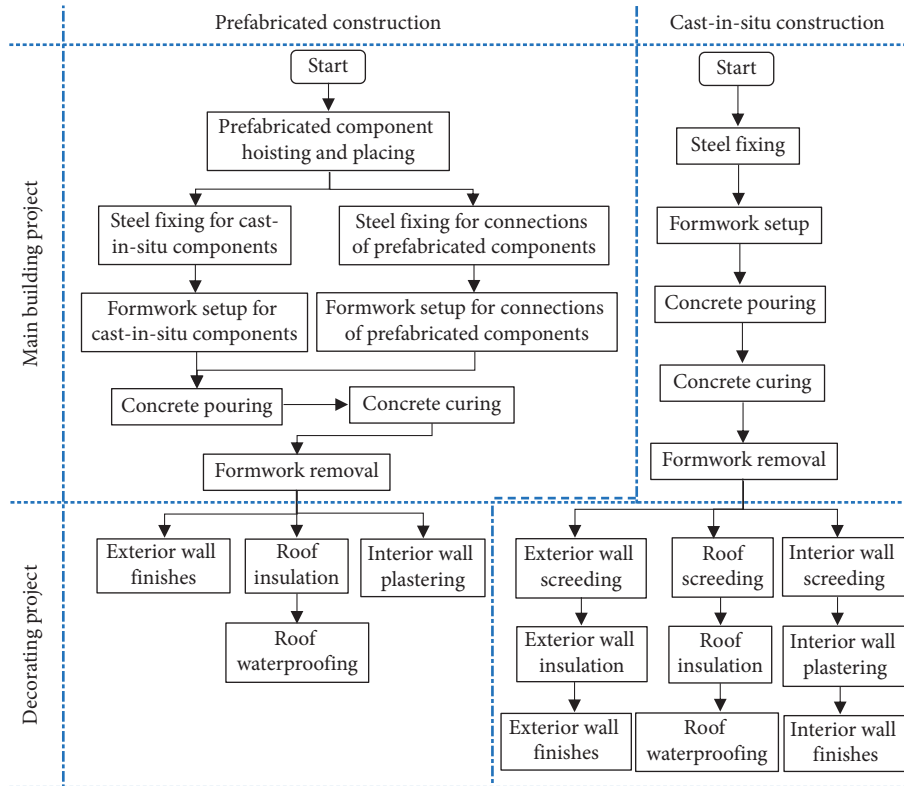 Prefabricated construction
Cast-in-situ construction
Main building project
Start
Prefabricated component
hoisting and placing
Steel fixing for cast-
in-situ components
Steel fixing for connections
of prefabricated components
Formwork setup for
cast-in-situ components
Formwork setup for connections
of prefabricated components
Concrete pouring
Concrete curing
Formwork removal
Start
Steel fixing
Formwork setup
Concrete pouring
Concrete curing
Formwork removal
Decorating project
Exterior wall
finishes
Roof
insulation
Interior wall
plastering
Roof
waterproofing
Exterior wall
screeding
Roof
screeding
Interior wall
screeding
Exterior wall
insulation
Roof
insulation
Interior wall
plastering
Exterior wall
finishes
Roof
waterproofing
Interior wall
finishes